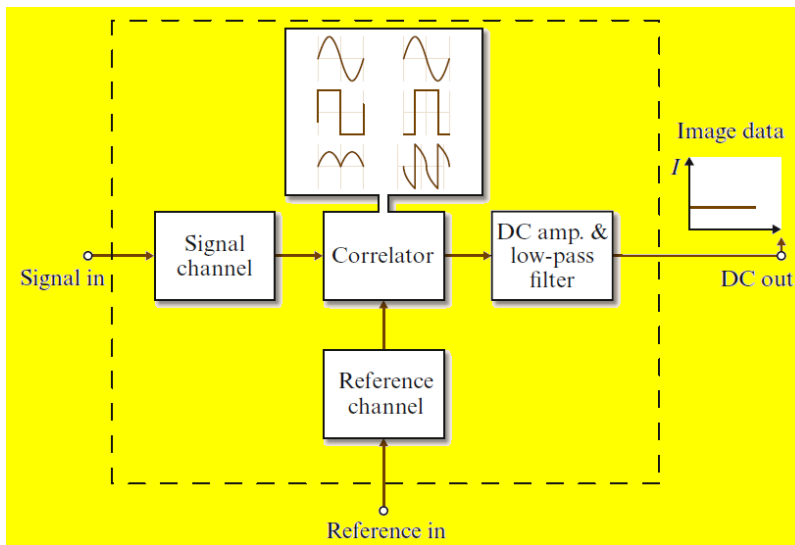 Image data
I
Signal in
Signal
channel
Correlator
DC amp. &
low-pass
filter
DC out
Reference
channel
Reference in